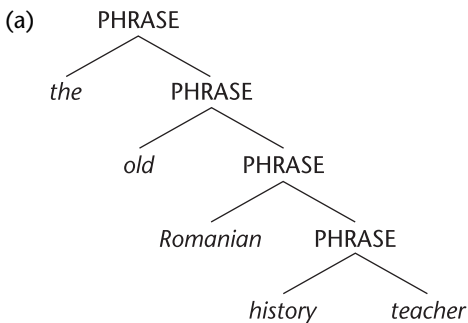 (a) PHRASE
the PHRASE
old PHRASE
Romanian PHRASE
history teacher